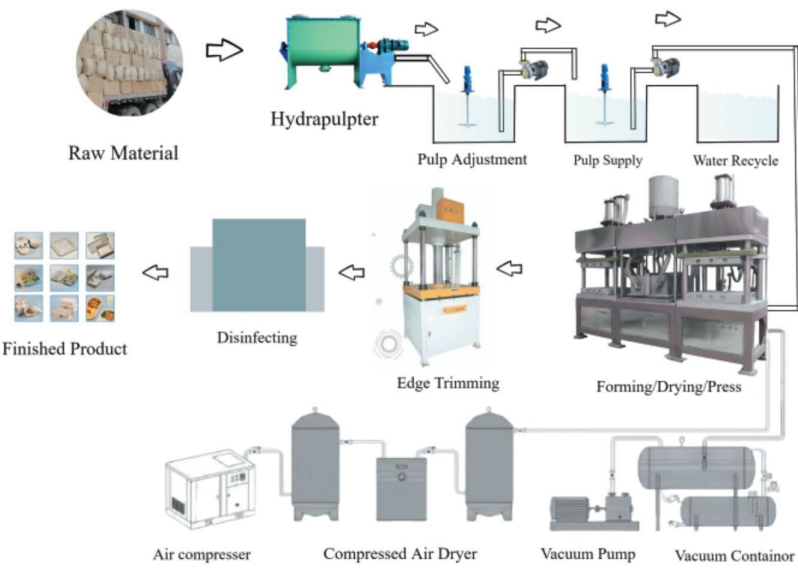 Raw Material
Hydrapulpter
Pulp Adjustment
Pulp Supply
Water Recycle
Finished Product
Disinfecting
Edge Trimming
Forming/Drying/Press
Air compresser
Compressed Air Dryer
Vacuum Pump
Vacuum Containor